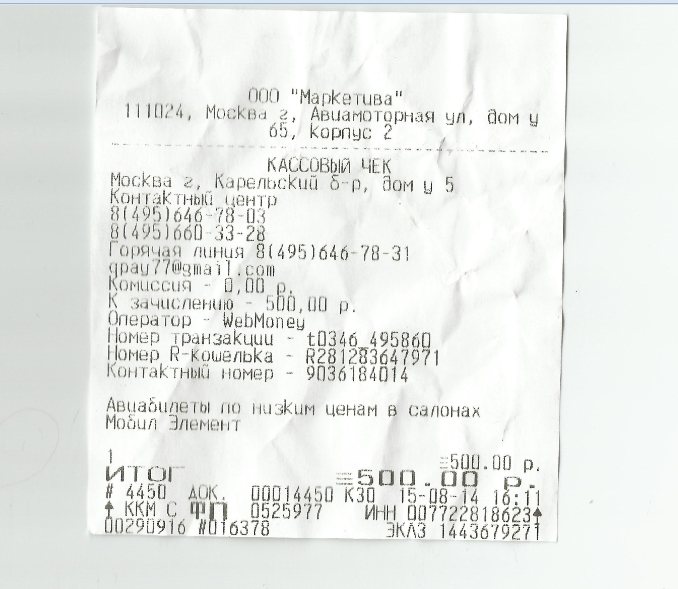 ООО "Маркетива"
111024, Москва г, Авиамоторная ул, дом у
65, корпус 2
КАССОВЫЙ ЧЕК
Москва г, Карельский б-р, дом у 5
Контактный центр
8(495)646-78-03
8(495)660-33-28
Горячая линия 8(495)646-78-31
qpay77@gmail.com
Комиссия - 0,00 р.
К зачислению - 500,00 р.
Оператор - WebMoney
Номер транзакции - t0346_495860
Номер R-кошелька - R281283647971
Контактный номер - 9036184014
Авиабилеты по низким ценам в салонах
Мобил Элемент
1 ≡500.00 р.
ИТОГ ≡500.00 р.
# 4450 ДОК. 00014450 К30 15-08-14 16:11
↑ ККМ С ФП 0525977 ИНН 007722818623↑
00290916 #016378 ЭКЛЗ 1443679271